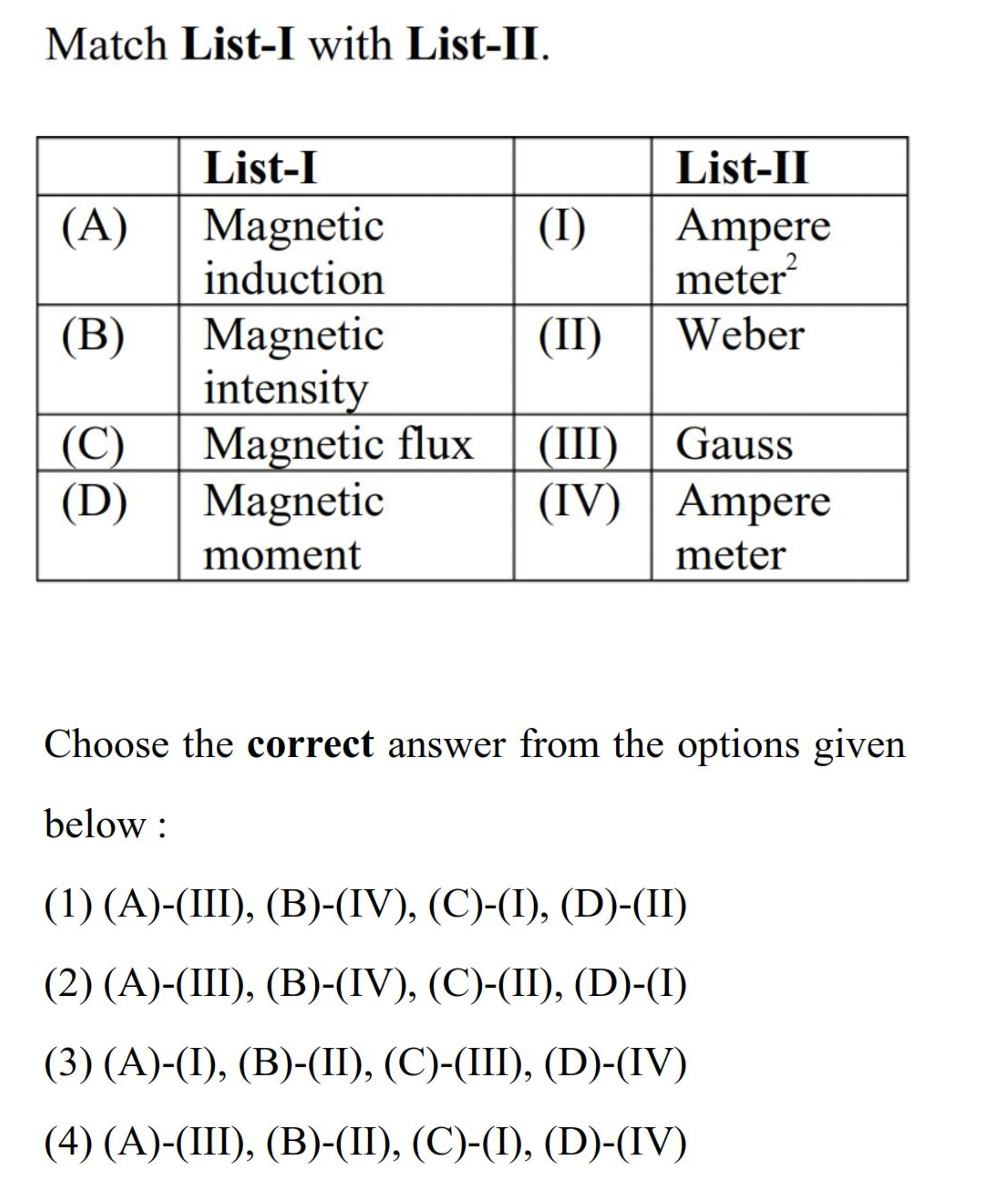 Match List-I with List-II.
List-I List-II
(A) Magnetic induction (I) Ampere meter²
(B) Magnetic intensity (II) Weber
(C) Magnetic flux (III) Gauss
(D) Magnetic moment (IV) Ampere meter
Choose the correct answer from the options given
below :
(1) (A)-(III), (B)-(IV), (C)-(I), (D)-(II)
(2) (A)-(III), (B)-(IV), (C)-(II), (D)-(I)
(3) (A)-(I), (B)-(II), (C)-(III), (D)-(IV)
(4) (A)-(III), (B)-(II), (C)-(I), (D)-(IV)